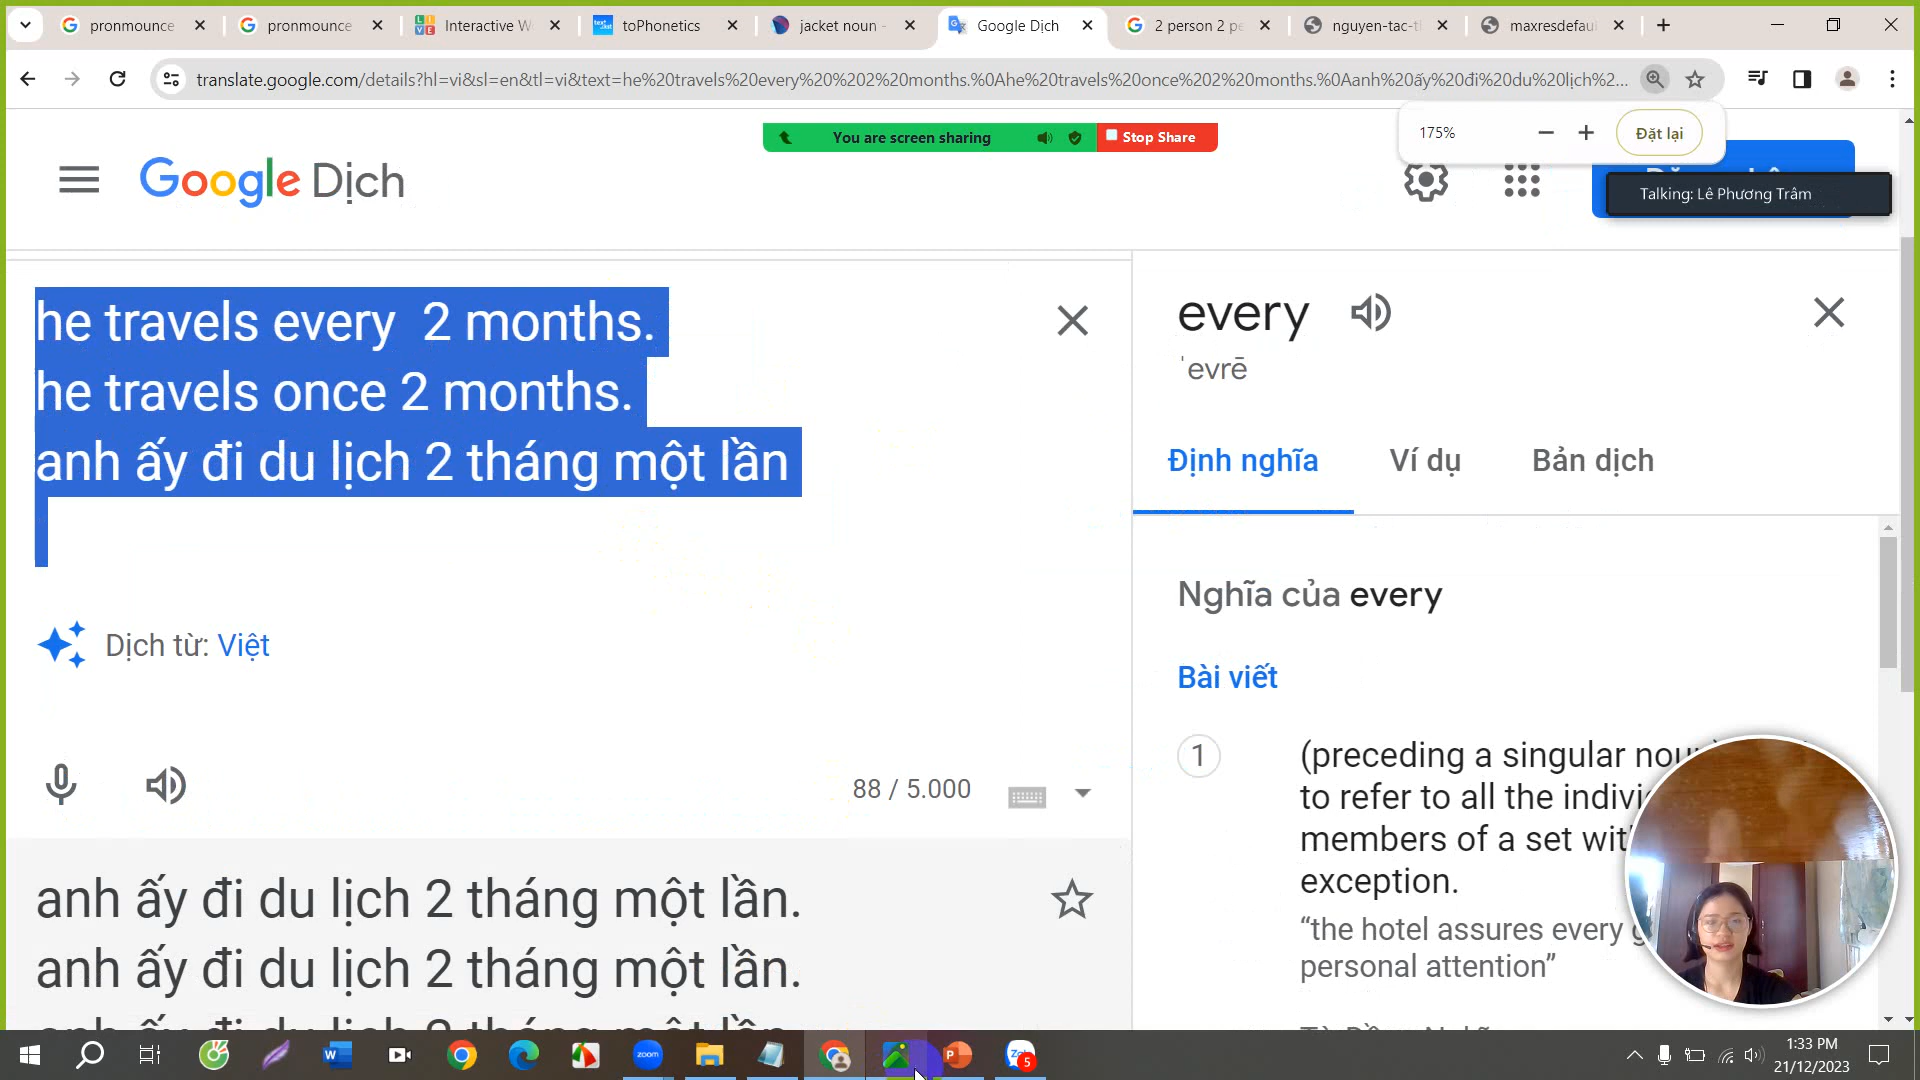 pronmounce
pronmounce
Interactive W
toPhonetics
jacket noun -
Google Dịch
2 person 2 pe
nguyen-tac-tl
maxresdefaul
translate.google.com/details?hl=vi&sl=en&tl=vi&text=he%20travels%20every%20%202%20months.%0Ahe%20travels%20once%202%20months.%0Aanh%20ấy%20đi%20du%20lịch%2...
175%
Đặt lại
You are screen sharing
Stop Share
Google Dịch
Talking: Lê Phương Trâm
he travels every  2 months.
he travels once 2 months.
anh ấy đi du lịch 2 tháng một lần
Dịch từ: Việt
88 / 5.000
anh ấy đi du lịch 2 tháng một lần.
anh ấy đi du lịch 2 tháng một lần.
every
ˈevrē
Định nghĩa
Ví dụ
Bản dịch
Nghĩa của every
Bài viết
1
(preceding a singular noun)
to refer to all the indivi
members of a set wit
exception.
“the hotel assures every g
personal attention”
zoom
5
1:33 PM
21/12/2023